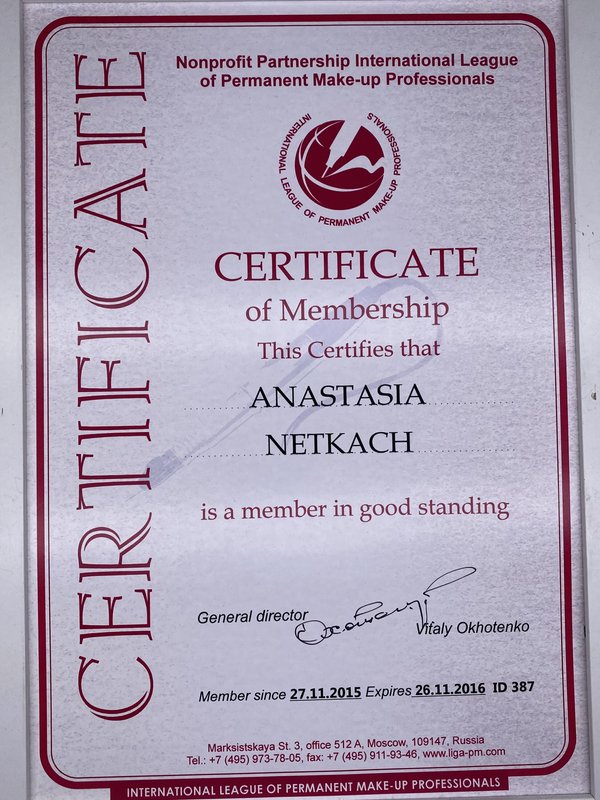 CERTIFICATE
Nonprofit Partnership International League
of Permanent Make-up Professionals
INTERNATIONAL LEAGUE OF PERMANENT MAKE-UP PROFESSIONALS
CERTIFICATE
of Membership
This Certifies that
ANASTASIA
NETKACH
is a member in good standing
General director
Vitaly Okhotenko
Member since 27.11.2015 Expires 26.11.2016 ID 387
Marksistskaya St. 3, office 512 A, Moscow, 109147, Russia
Tel.: +7 (495) 973-78-05, fax: +7 (495) 911-93-46, www.liga-pm.com
INTERNATIONAL LEAGUE OF PERMANENT MAKE-UP PROFESSIONALS